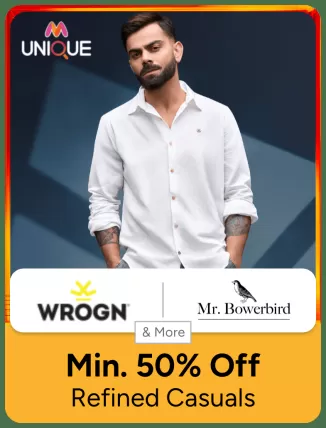 M
UNIQUE
WROGN
Mr. Bowerbird
& More
Min. 50% Off
Refined Casuals